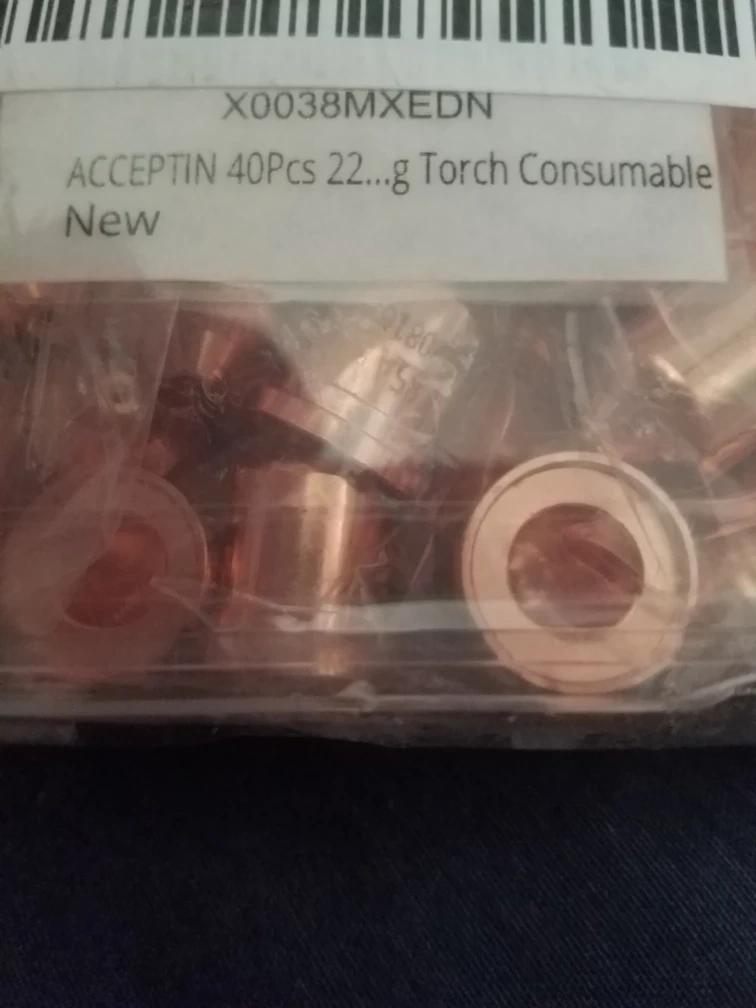 X0038MXEDN
ACCEPTIN 40Pcs 22...g Torch Consumable
New